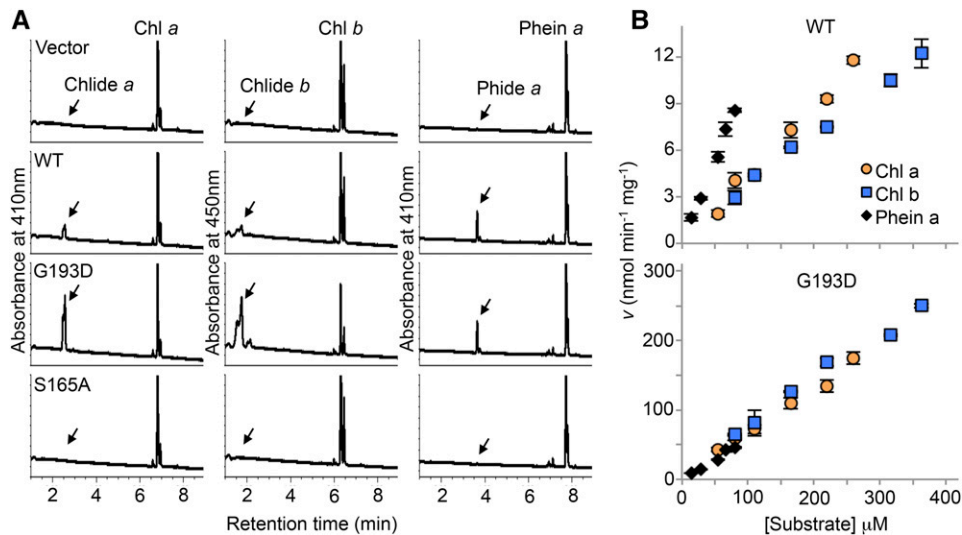 A
Chl a
Chl b
Phein a
Vector
Chlide a
Chlide b
Phide a
WT
G193D
S165A
Absorbance at 410nm
Absorbance at 450nm
Absorbance at 410nm
2 4 6 8
2 4 6 8
2 4 6 8
Retention time (min)
B
WT
12
9
6
3
0
Chl a
Chl b
Phein a
v (nmol min⁻¹ mg⁻¹)
G193D
300
200
100
0
0 100 200 300 400
[Substrate] μM